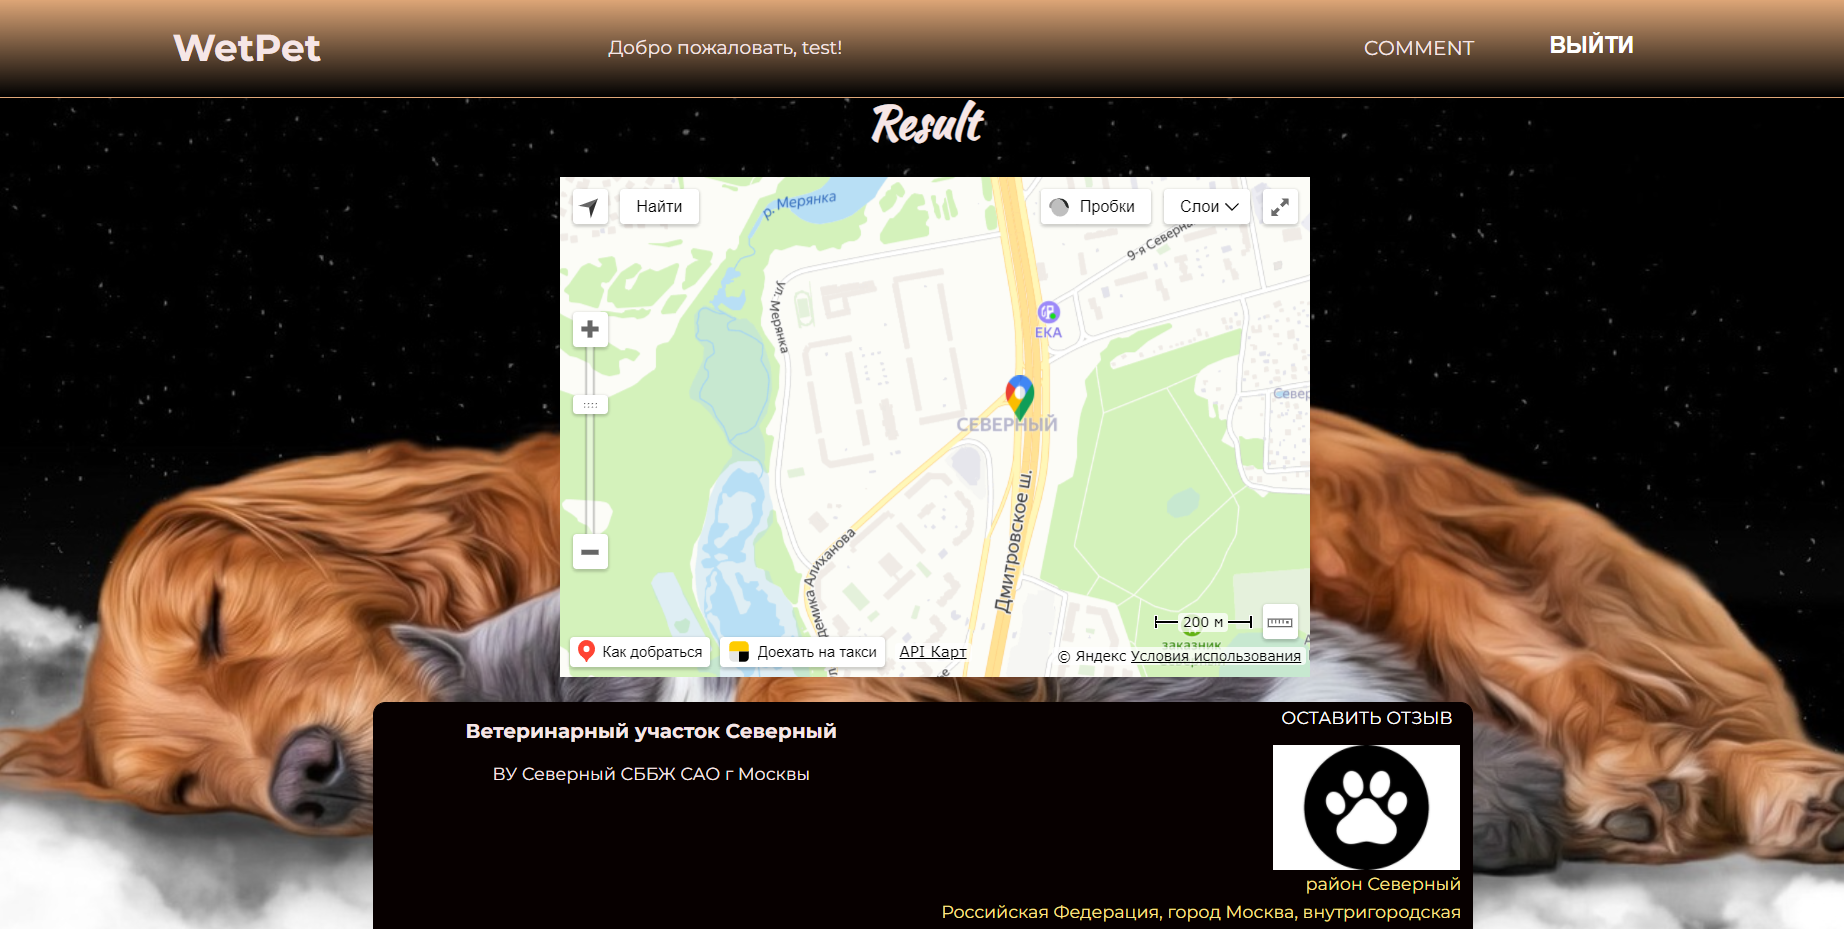 WetPet
Добро пожаловать, test!
COMMENT
ВЫЙТИ
Result
Найти
Пробки
Слои
р. Мерянка
9-я Северна
ул. Мерянка
ЕКА
Север
СЕВЕРНЫЙ
Дмитровское ш.
демика Алиханова
200 м
заказник
Как добраться
Доехать на такси
API Карт
© Яндекс Условия использования
Ветеринарный участок Северный
ВУ Северный СББЖ САО г Москвы
ОСТАВИТЬ ОТЗЫВ
район Северный
Российская Федерация, город Москва, внутригородская